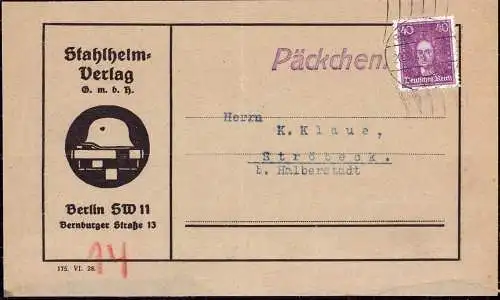 Stahlhelm-
Verlag
G. m. b. H.
Berlin SW 11
Bernburger Straße 13
175. VI. 28.
14
Päckchen.
40 40
Deutsches Reich
Herrn
K. Klaue,
Ströbeck.
b. Halberstadt